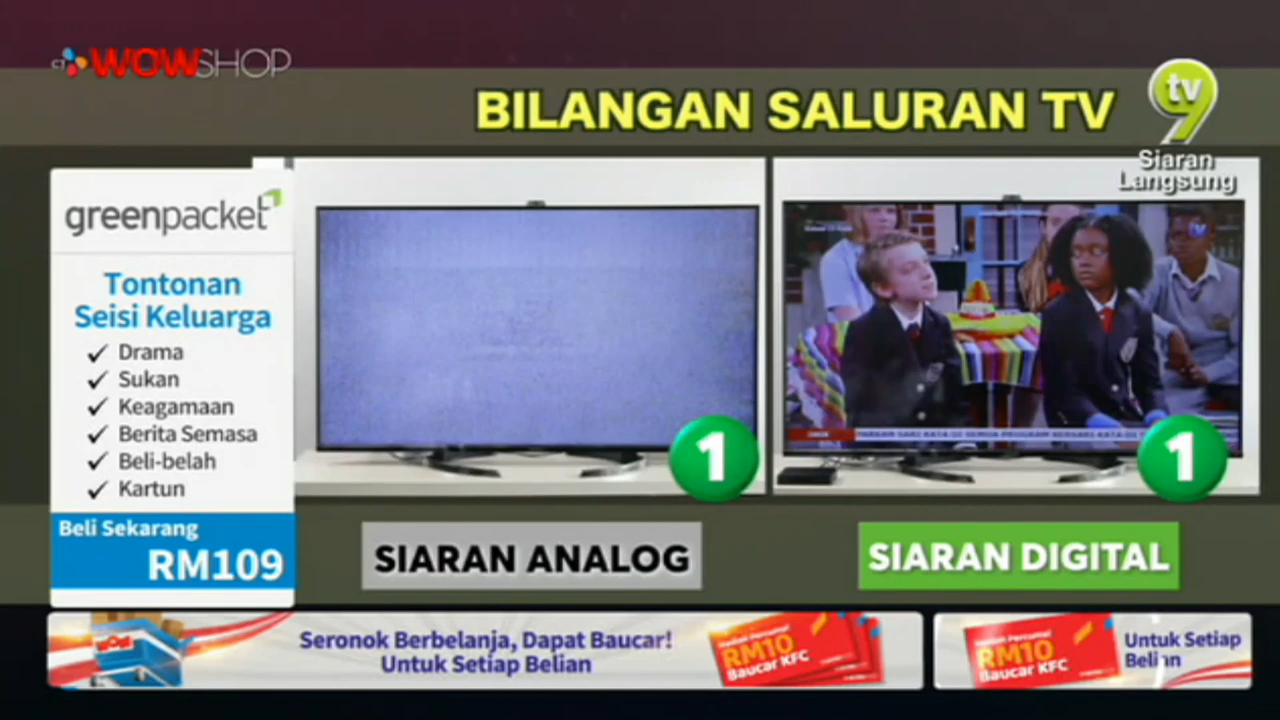 CJ WOWSHOP
BILANGAN SALURAN TV
tv9
Siaran
Langsung
greenpacket
Tontonan
Seisi Keluarga
✓ Drama
✓ Sukan
✓ Keagamaan
✓ Berita Semasa
✓ Beli-belah
✓ Kartun
Beli Sekarang
RM109
1
1
SIARAN ANALOG
SIARAN DIGITAL
Seronok Berbelanja, Dapat Baucar!
Untuk Setiap Belian
RM10
Baucar KFC
RM10
Baucar KFC
Untuk Setiap
Belian